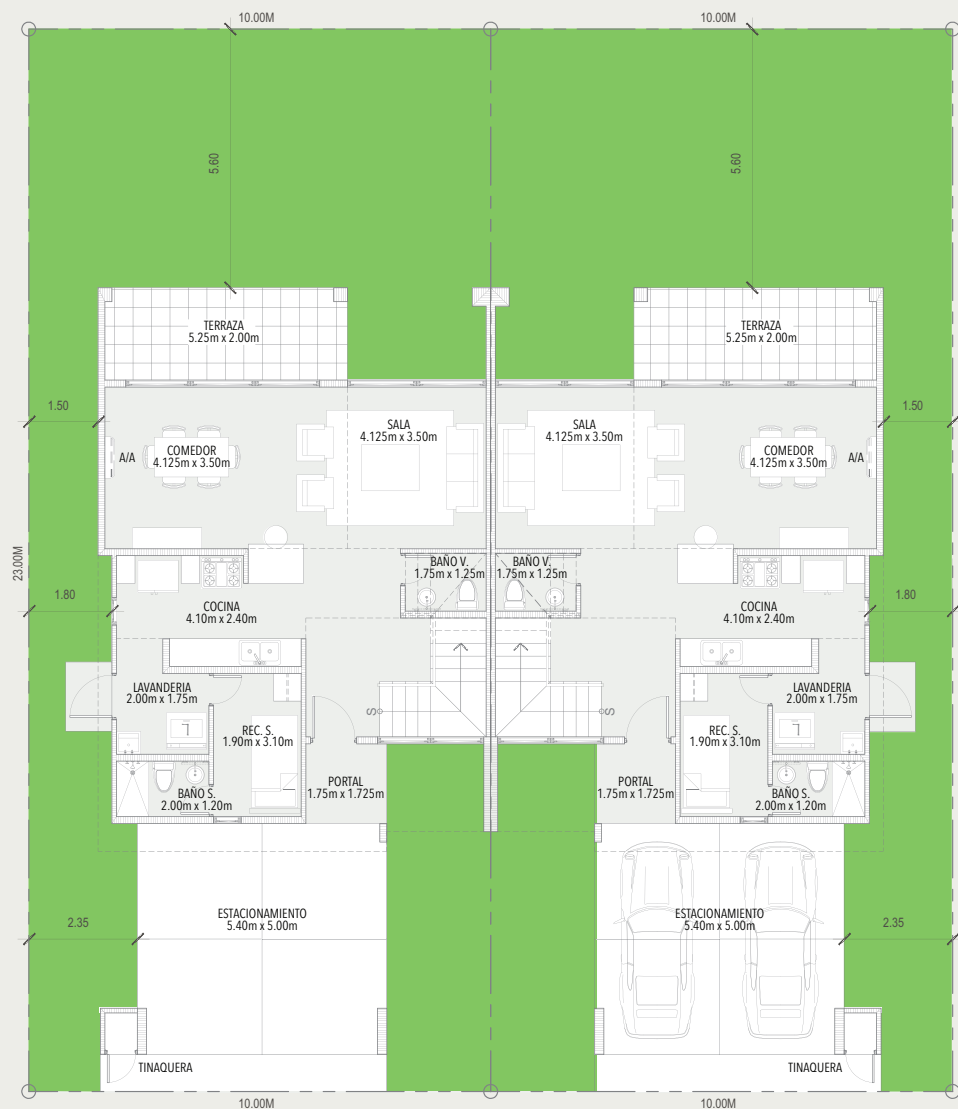 10.00M 10.00M
5.60 5.60
TERRAZA TERRAZA
5.25m x 2.00m 5.25m x 2.00m
1.50 1.50
SALA SALA
4.125m x 3.50m 4.125m x 3.50m
COMEDOR COMEDOR
4.125m x 3.50m 4.125m x 3.50m
A/A A/A
23.00M
BAÑO V. BAÑO V.
1.75m x 1.25m 1.75m x 1.25m
1.80 1.80
COCINA COCINA
4.10m x 2.40m 4.10m x 2.40m
LAVANDERIA LAVANDERIA
2.00m x 1.75m 2.00m x 1.75m
S S
REC. S. REC. S.
1.90m x 3.10m 1.90m x 3.10m
PORTAL PORTAL
1.75m x 1.725m 1.75m x 1.725m
BAÑO S. BAÑO S.
2.00m x 1.20m 2.00m x 1.20m
2.35 2.35
ESTACIONAMIENTO ESTACIONAMIENTO
5.40m x 5.00m 5.40m x 5.00m
TINAQUERA TINAQUERA
10.00M 10.00M